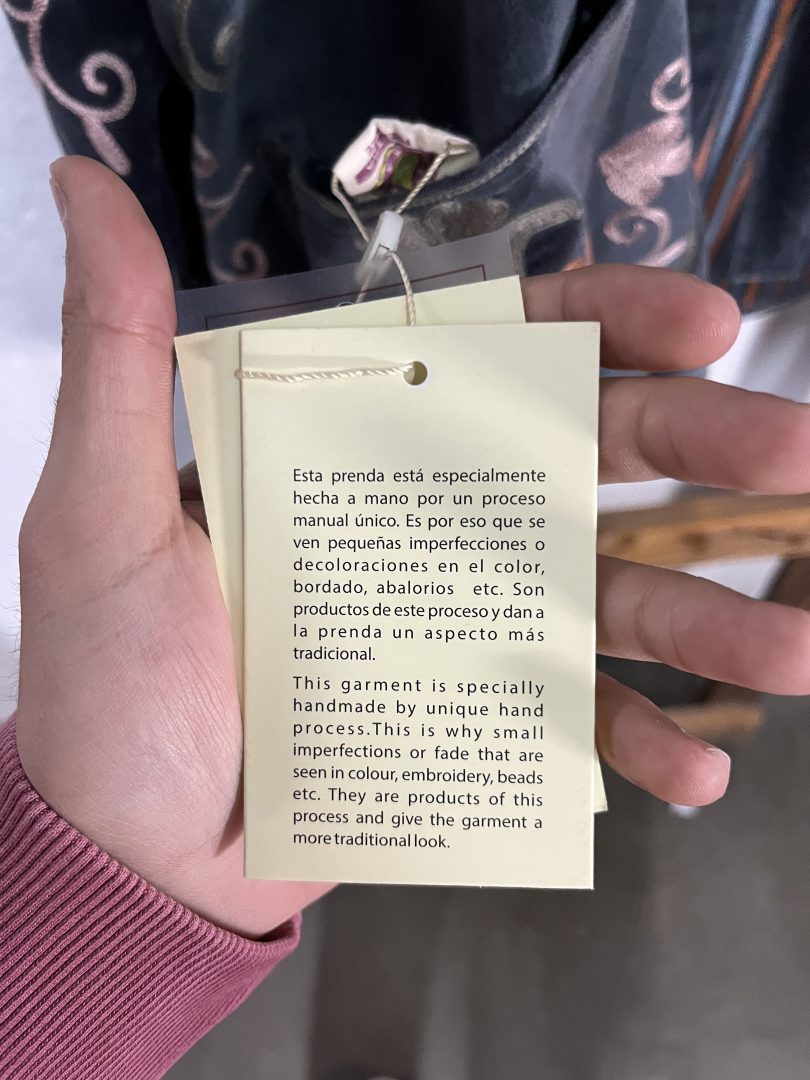 Esta prenda está especialmente
hecha a mano por un proceso
manual único. Es por eso que se
ven pequeñas imperfecciones o
decoloraciones en el color,
bordado, abalorios etc. Son
productos de este proceso y dan a
la prenda un aspecto más
tradicional.
This garment is specially
handmade by unique hand
process.This is why small
imperfections or fade that are
seen in colour, embroidery, beads
etc. They are products of this
process and give the garment a
more traditional look.